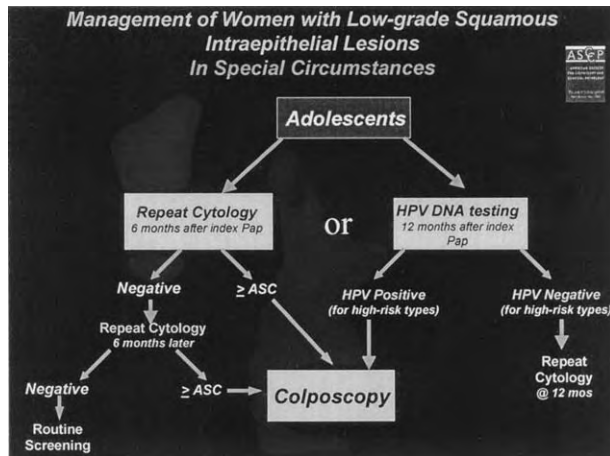 Management of Women with Low-grade Squamous
Intraepithelial Lesions
In Special Circumstances
ASCCP
Adolescents
Repeat Cytology
6 months after index Pap
or
HPV DNA testing
12 months after index
Pap
Negative
≥ ASC
HPV Positive
(for high-risk types)
HPV Negative
(for high-risk types)
Repeat Cytology
6 months later
Negative
≥ ASC
Colposcopy
Repeat
Cytology
@ 12 mos
Routine
Screening